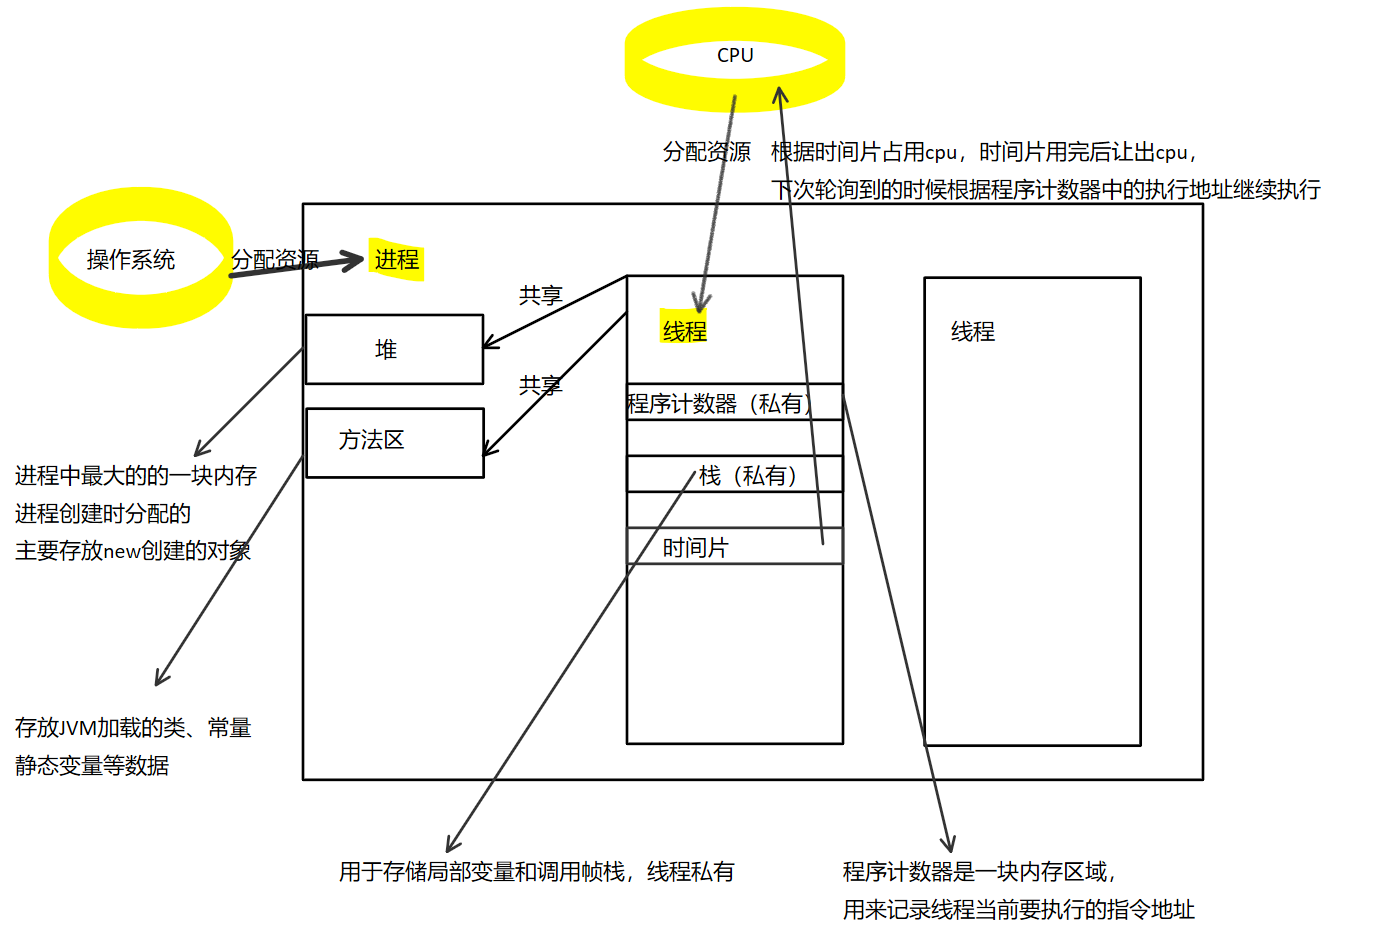 CPU
分配资源
根据时间片占用cpu，时间片用完后让出cpu，
下次轮询到的时候根据程序计数器中的执行地址继续执行
操作系统
分配资源
进程
共享
线程
线程
堆
共享
程序计数器（私有）
方法区
栈（私有）
进程中最大的的一块内存
进程创建时分配的
主要存放new创建的对象
时间片
存放JVM加载的类、常量
静态变量等数据
用于存储局部变量和调用帧栈，线程私有
程序计数器是一块内存区域，
用来记录线程当前要执行的指令地址